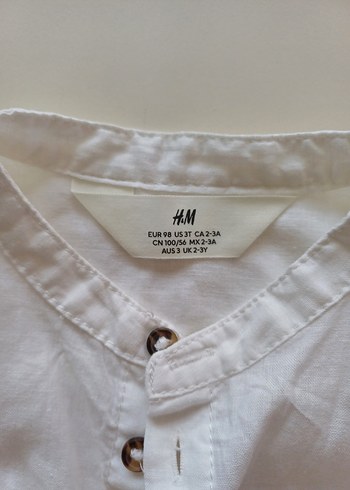 H&M
EUR 98 US 3T CA 2-3A
CN 100/56 MX 2-3A
AUS 3 UK 2-3Y